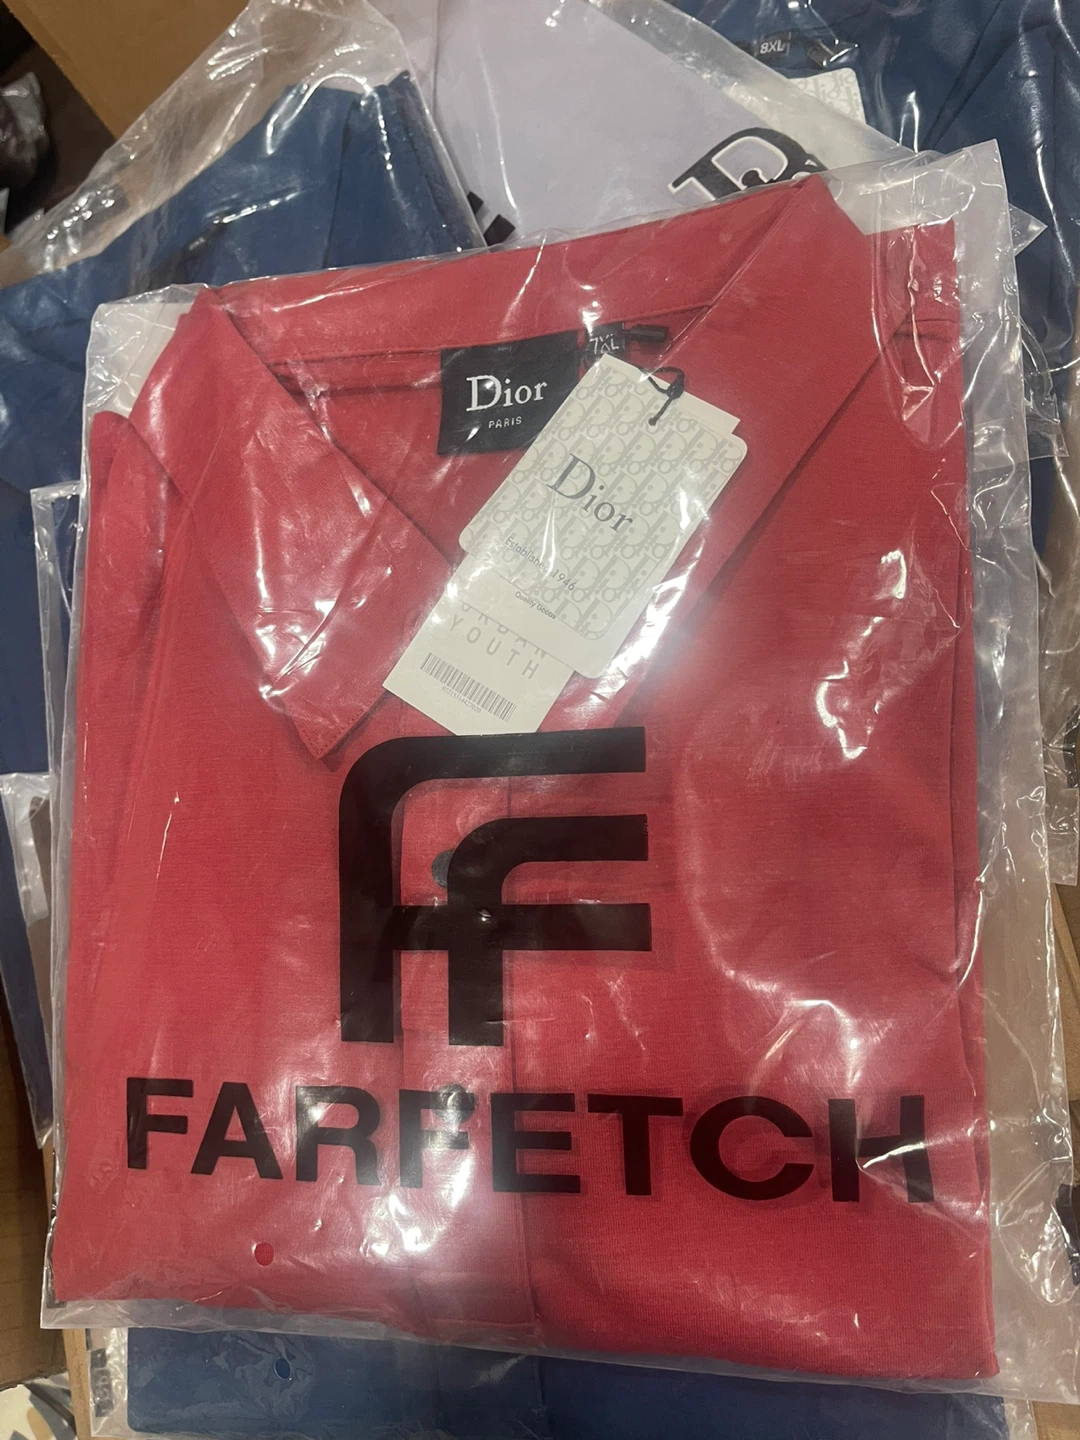 8XL
D
7XL
Dior
PARIS
Dior
Established 1946
Quality Goods
URBAN
YOUTH
FARFETCH